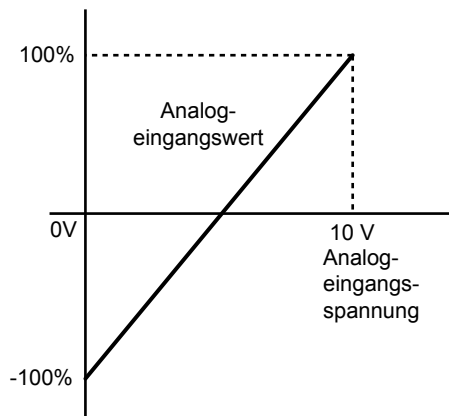 100%
Analog-
eingangswert
0V
10 V
Analog-
eingangs-
spannung
-100%